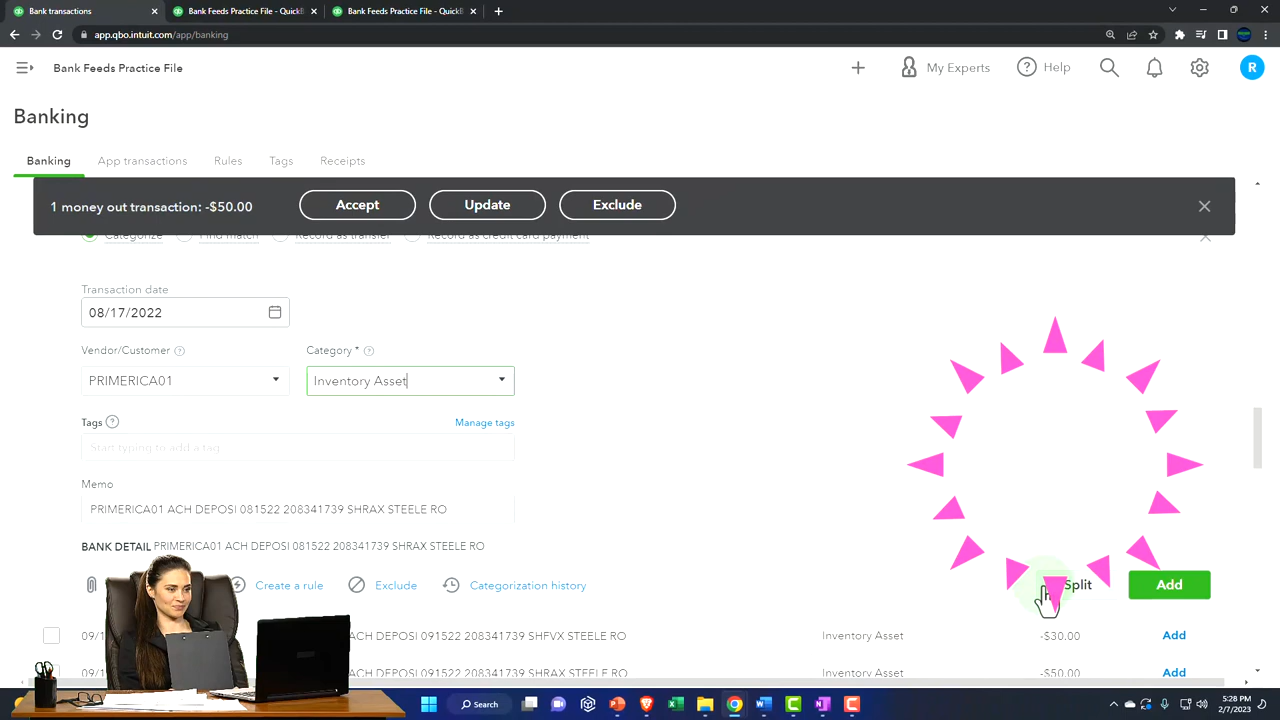 Bank transactions
QuickBooks Practice File - QuickB
QuickBooks Practice File - QuickB
app.qbo.intuit.com/app/banking
Bank Feeds Practice File
My Experts
Help
R
Banking
Banking
App transactions
Rules
Tags
Receipts
1 money out transaction: -$50.00
Accept
Update
Exclude
Categorize
Find match
Record as transfer
Record as credit card payment
Transaction date
08/17/2022
Vendor/Customer
Category *
PRIMERICA01
Inventory Asset
Tags
Manage tags
Start typing to add a tag
Memo
PRIMERICA01 ACH DEPOSI 081522 208341739 SHRAX STEELE RO
BANK DETAIL PRIMERICA01 ACH DEPOSI 081522 208341739 SHRAX STEELE RO
Create a rule
Exclude
Categorization history
Split
Add
09/1 ACH DEPOSI 091522 208341739 SHFVX STEELE RO Inventory Asset -$30.00 Add
09/1 ACH DEPOSI 091522 208341739 SHRAX STEELE RO Inventory Asset -$50.00 Add
Search
5:28 PM
2/7/2023